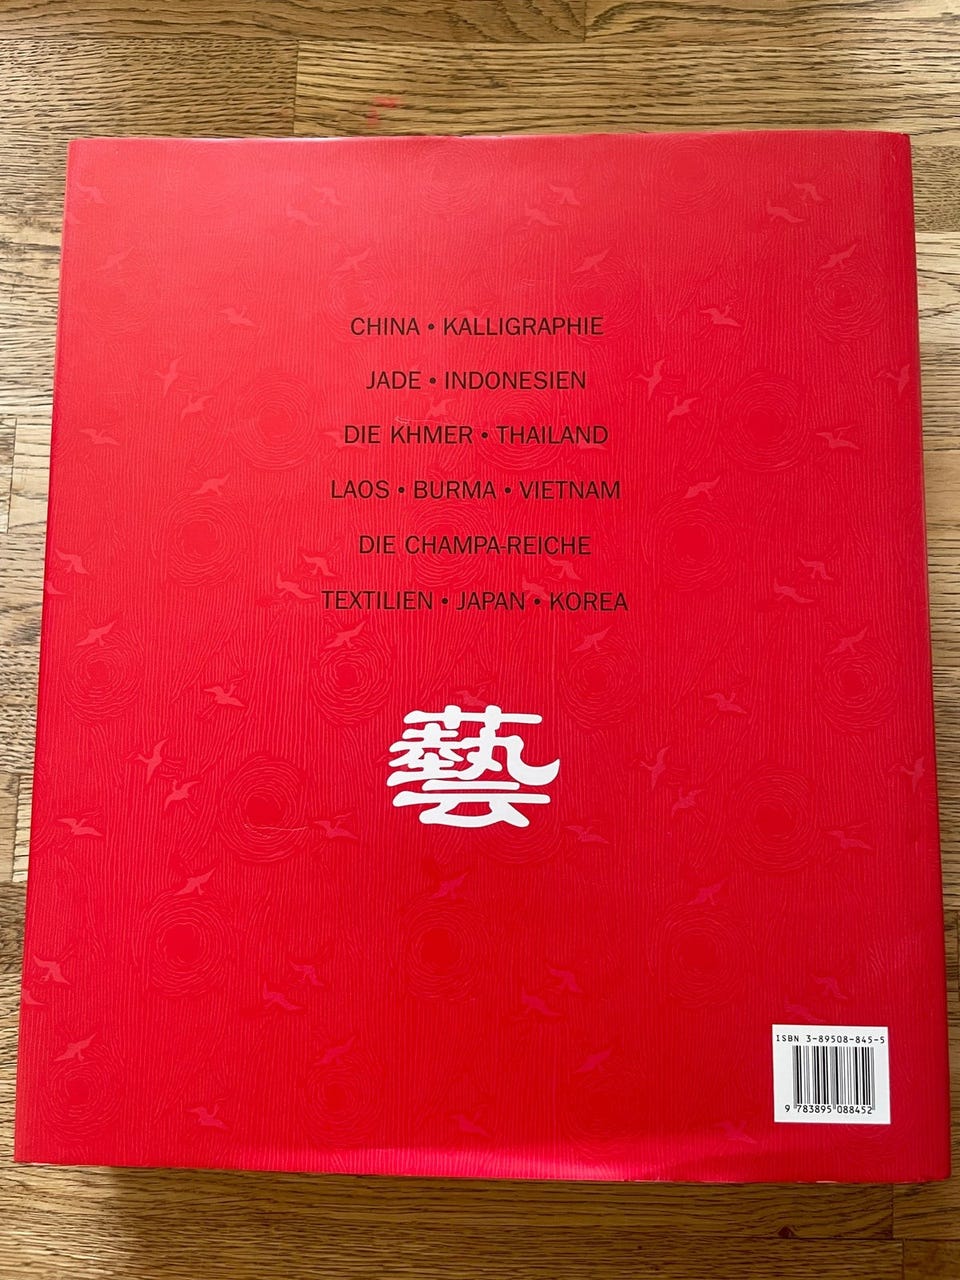 CHINA • KALLIGRAPHIE
JADE • INDONESIEN
DIE KHMER • THAILAND
LAOS • BURMA • VIETNAM
DIE CHAMPA-REICHE
TEXTILIEN • JAPAN • KOREA
藝
ISBN 3-89508-845-5
9 783895 088452